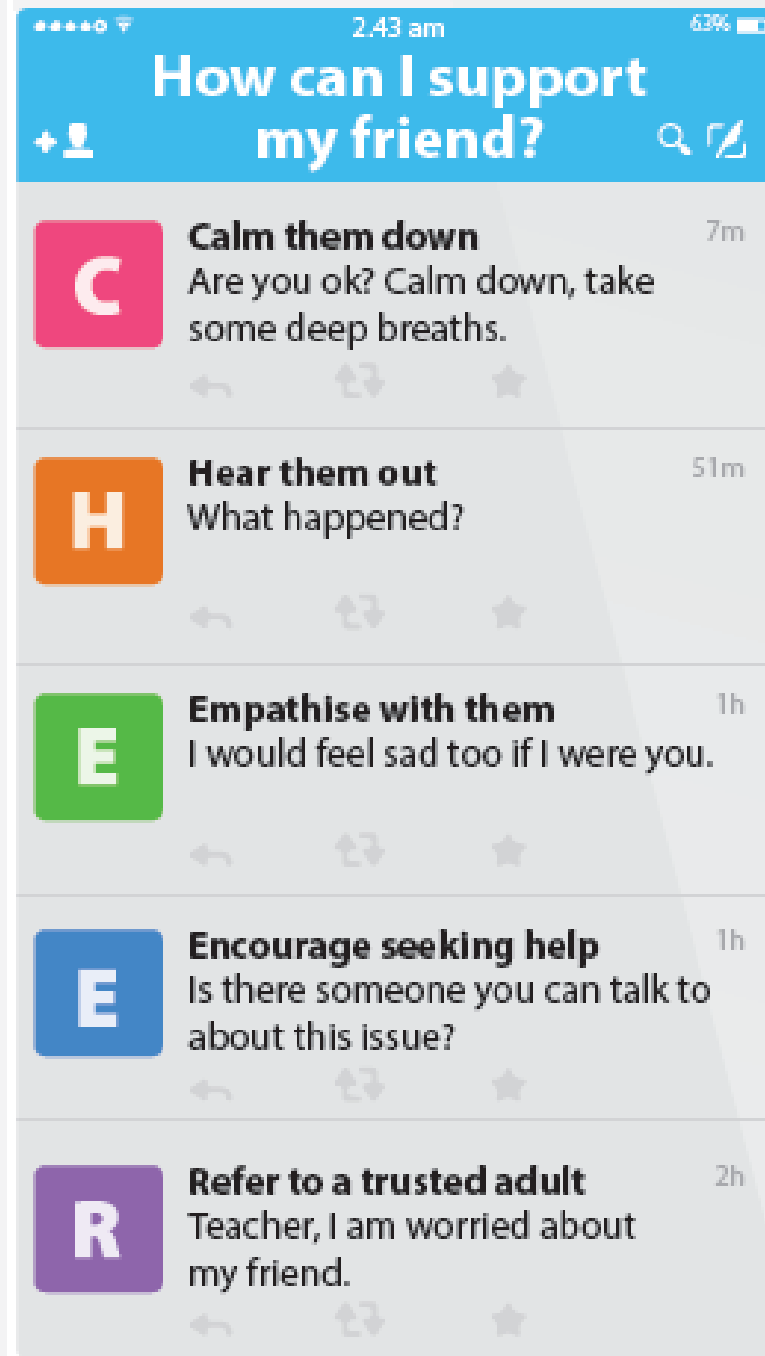 2.43 am
63%
How can I support
my friend?
C
Calm them down
7m
Are you ok? Calm down, take
some deep breaths.
H
Hear them out
51m
What happened?
E
Empathise with them
1h
I would feel sad too if I were you.
E
Encourage seeking help
1h
Is there someone you can talk to
about this issue?
R
Refer to a trusted adult
2h
Teacher, I am worried about
my friend.